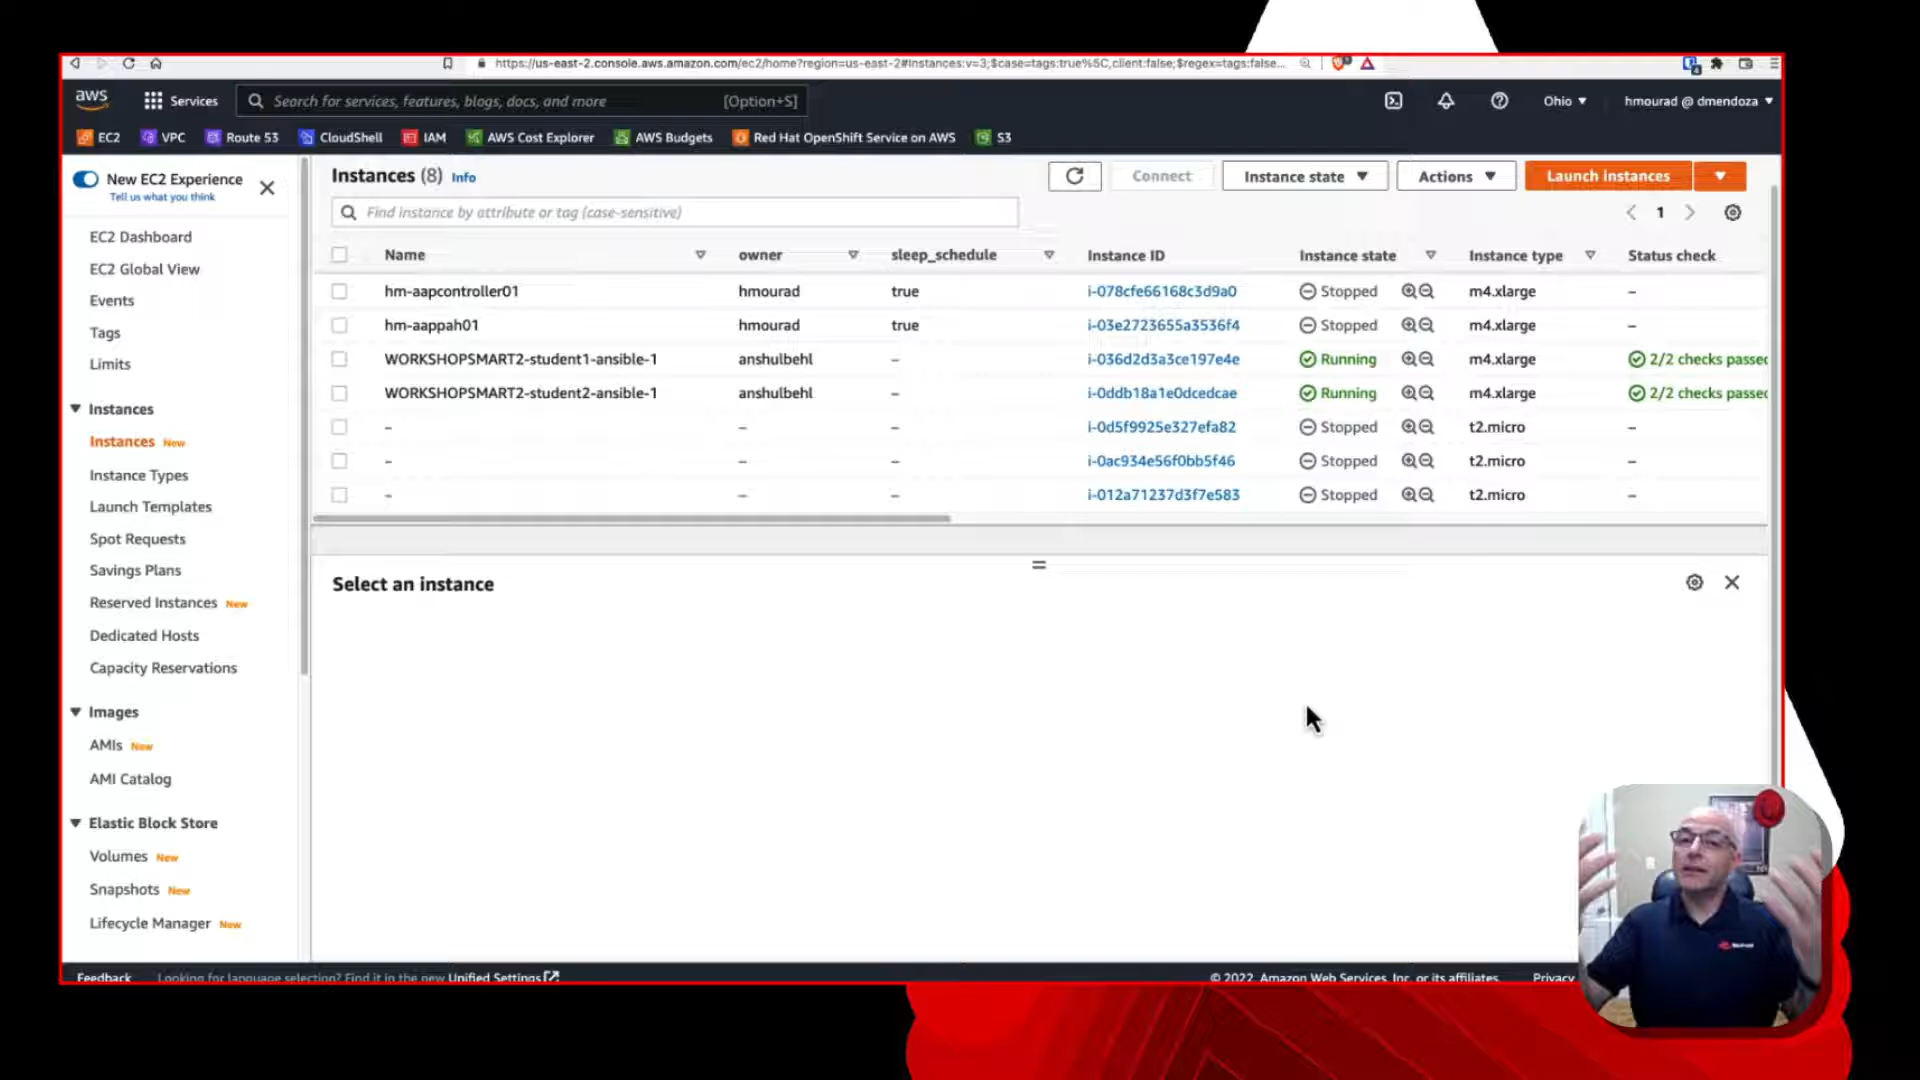 https://us-east-2.console.aws.amazon.com/ec2/home?region=us-east-2#Instances:v=3;$case=tags:true%5C,client:false;$regex=tags:false...
aws Services Search for services, features, blogs, docs, and more [Option+S] Ohio ▼ hmourad @ dmendoza ▼
EC2 VPC Route 53 CloudShell IAM AWS Cost Explorer AWS Budgets Red Hat OpenShift Service on AWS S3
New EC2 Experience
Tell us what you think
EC2 Dashboard
EC2 Global View
Events
Tags
Limits
Instances
Instances New
Instance Types
Launch Templates
Spot Requests
Savings Plans
Reserved Instances New
Dedicated Hosts
Capacity Reservations
Images
AMIs New
AMI Catalog
Elastic Block Store
Volumes New
Snapshots New
Lifecycle Manager New
Instances (8) Info Connect Instance state ▼ Actions ▼ Launch instances ▼
Find instance by attribute or tag (case-sensitive) 1
Name owner sleep_schedule Instance ID Instance state Instance type Status check
hm-aapcontroller01 hmourad true i-078cfe66168c3d9a0 Stopped m4.xlarge –
hm-aappah01 hmourad true i-03e2723655a3536f4 Stopped m4.xlarge –
WORKSHOPSMART2-student1-ansible-1 anshulbehl – i-036d2d3a3ce197e4e Running m4.xlarge 2/2 checks passed
WORKSHOPSMART2-student2-ansible-1 anshulbehl – i-0ddb18a1e0dcedcae Running m4.xlarge 2/2 checks passed
– – – i-0d5f9925e327efa82 Stopped t2.micro –
– – – i-0ac934e56f0bb5f46 Stopped t2.micro –
– – – i-012a71237d3f7e583 Stopped t2.micro –
Select an instance
Feedback Looking for language selection? Find it in the new Unified Settings © 2022, Amazon Web Services, Inc. or its affiliates. Privacy